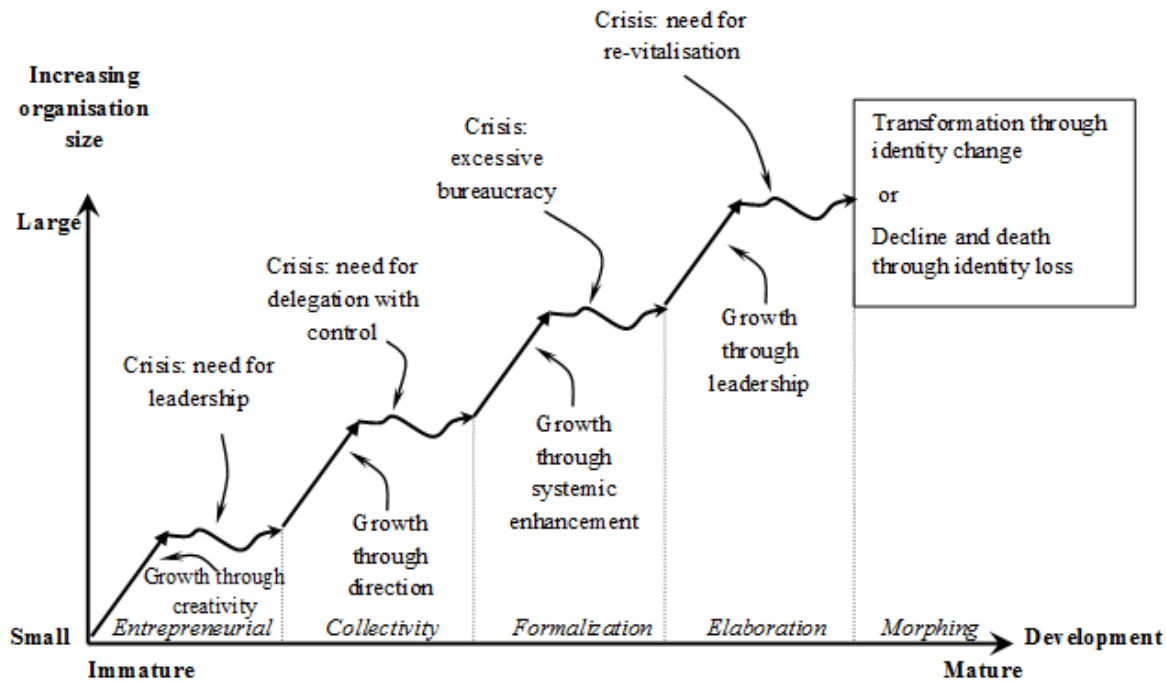 Crisis: need for
re-vitalisation
Increasing
organisation
size
Transformation through
identity change
or
Decline and death
through identity loss
Crisis:
excessive
bureaucracy
Large
Crisis: need for
delegation with
control
Growth
through
leadership
Crisis: need for
leadership
Growth
through
systemic
enhancement
Growth
through
direction
Growth through
creativity
Small
Entrepreneurial
Collectivity
Formalization
Elaboration
Morphing
Development
Immature
Mature